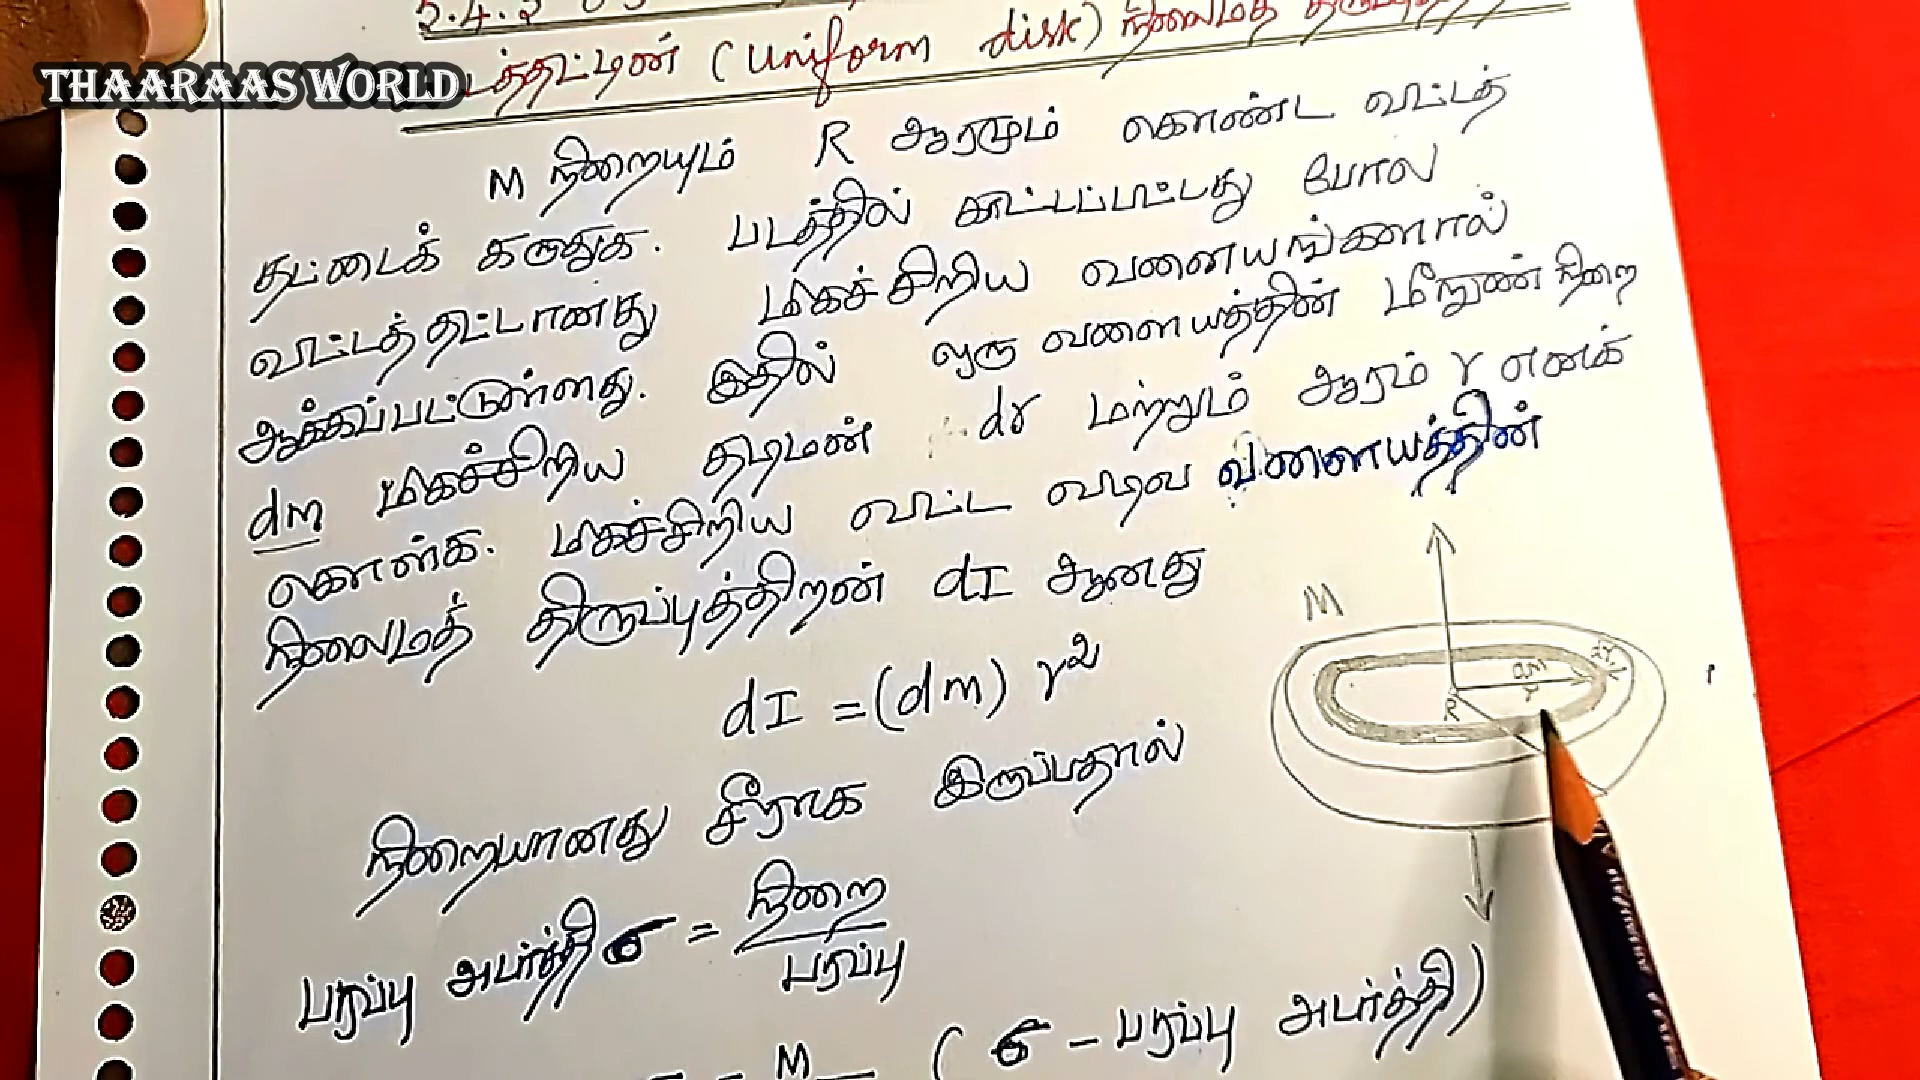 THAARAAS WORLD
(uniform disk) நிலைமத்
M நிறையும் R ஆரமும் கொண்ட வட்டத்
தட்டைக் கருதுக. படத்தில் காட்டப்பட்டது போல
வட்டத்தட்டானது மிகச்சிறிய வளையங்களால்
ஆக்கப்பட்டுள்ளது. இதில் ஒரு வளையத்தின் மீநுண் நிறை
dm மிகச்சிறிய தடிமன் dr மற்றும் ஆரம் r எனக்
கொள்க. மிகச்சிறிய வட்ட வடிவ வளையத்தின்
நிலைமத் திருப்புத்திறன் dI ஆனது
dI = (dm) r²
M
dr
dm
r
R
நிறையானது சீராக இருப்பதால்
பரப்பு அடர்த்தி σ = நிறை
பரப்பு
M ( σ – பரப்பு அடர்த்தி)